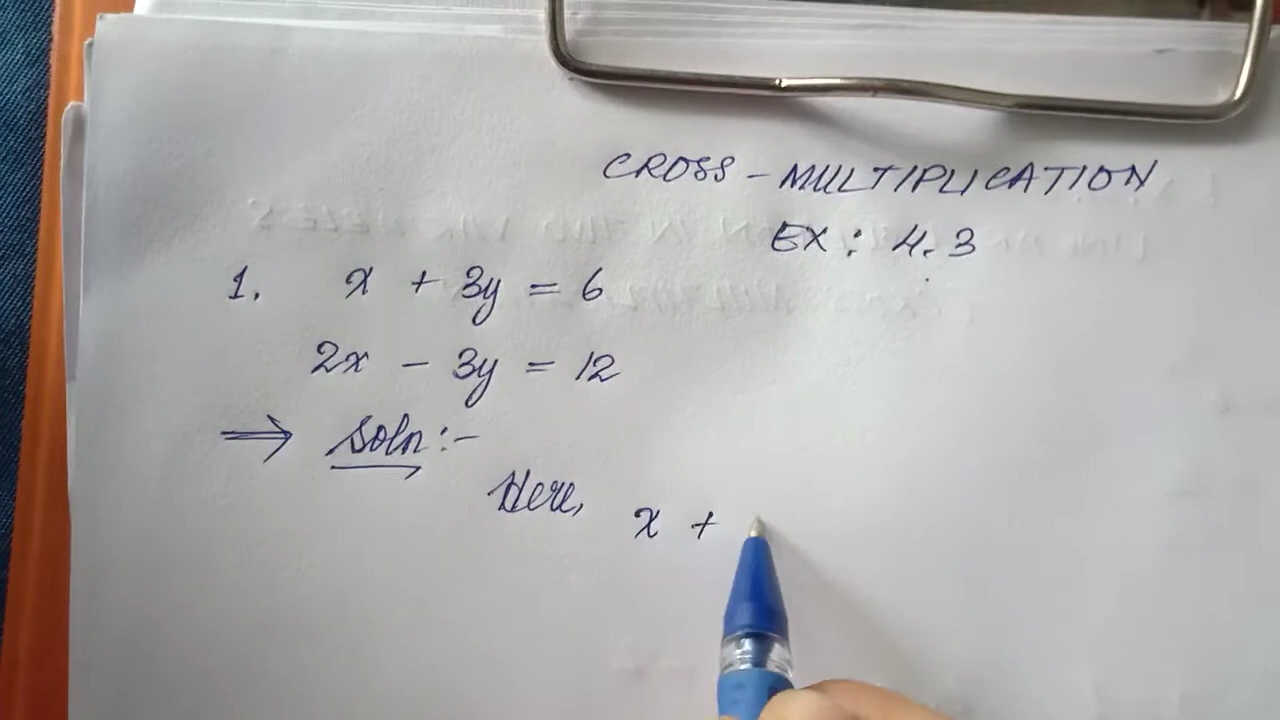 CROSS - MULTIPLICATION
EX : 4.3
1. x + 3y = 6
2x - 3y = 12
⇒ Soln :-
Here, x +